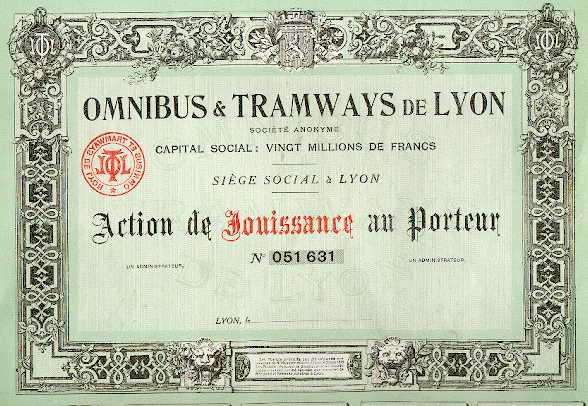 OMNIBUS & TRAMWAYS DE LYON
SOCIÉTÉ ANONYME
CAPITAL SOCIAL: VINGT MILLIONS DE FRANCS
SIÈGE SOCIAL à LYON
Action de Jouissance au Porteur
Nº 051 631
UN ADMINISTRATEUR, UN ADMINISTRATEUR,
LYON, le